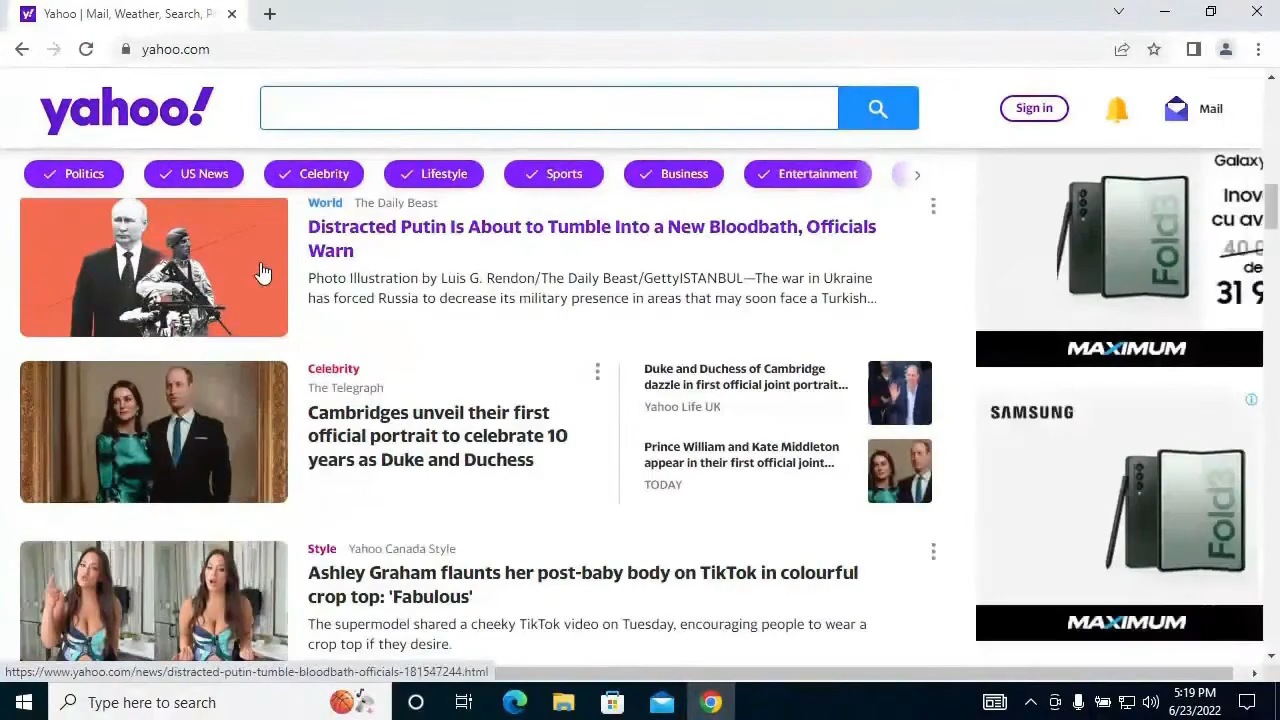 Yahoo | Mail, Weather, Search, P
yahoo.com
yahoo!
Sign in
Mail
Politics
US News
Celebrity
Lifestyle
Sports
Business
Entertainment
World The Daily Beast
Distracted Putin Is About to Tumble Into a New Bloodbath, Officials
Warn
Photo Illustration by Luis G. Rendon/The Daily Beast/GettyISTANBUL—The war in Ukraine
has forced Russia to decrease its military presence in areas that may soon face a Turkish...
Celebrity
The Telegraph
Cambridges unveil their first
official portrait to celebrate 10
years as Duke and Duchess
Duke and Duchess of Cambridge
dazzle in first official joint portrait...
Yahoo Life UK
Prince William and Kate Middleton
appear in their first official joint...
TODAY
Style Yahoo Canada Style
Ashley Graham flaunts her post-baby body on TikTok in colourful
crop top: 'Fabulous'
The supermodel shared a cheeky TikTok video on Tuesday, encouraging people to wear a
crop top if they desire.
Galaxy
Inov
cu av
40 0
de
31 9
Fold3
MAXIMUM
SAMSUNG
Fold3
MAXIMUM
https://www.yahoo.com/news/distracted-putin-tumble-bloodbath-officials-181547244.html
Type here to search
5:19 PM
6/23/2022